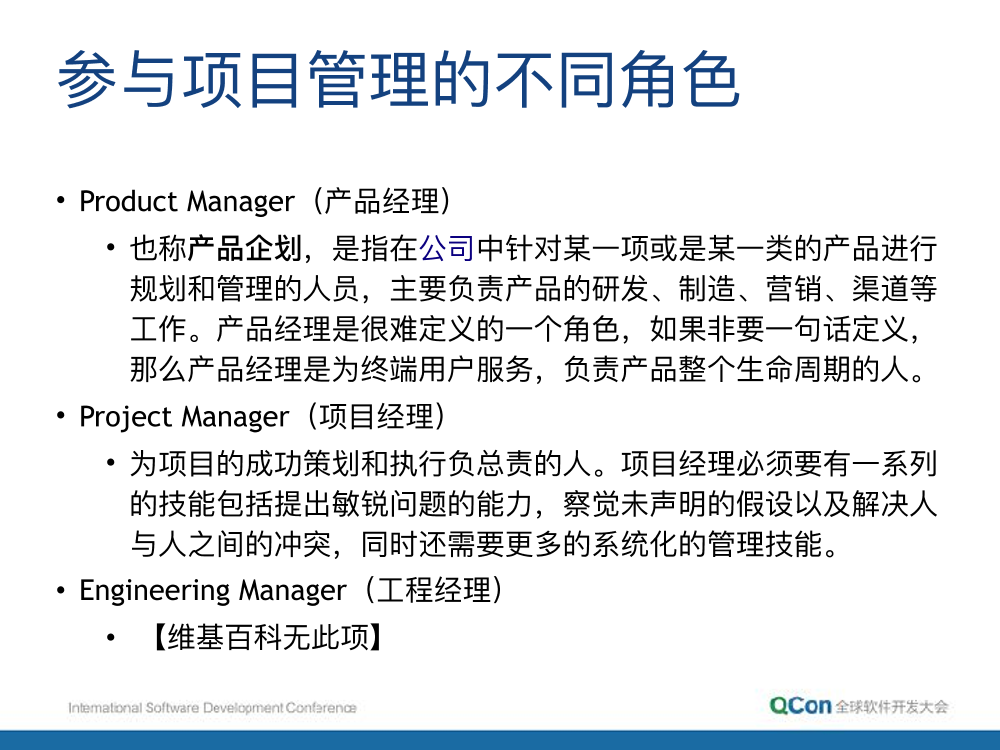 参与项目管理的不同角色
• Product Manager（产品经理）
• 也称产品企划，是指在公司中针对某一项或是某一类的产品进行
规划和管理的人员，主要负责产品的研发、制造、营销、渠道等
工作。产品经理是很难定义的一个角色，如果非要一句话定义，
那么产品经理是为终端用户服务，负责产品整个生命周期的人。
• Project Manager（项目经理）
• 为项目的成功策划和执行负总责的人。项目经理必须要有一系列
的技能包括提出敏锐问题的能力，察觉未声明的假设以及解决人
与人之间的冲突，同时还需要更多的系统化的管理技能。
• Engineering Manager（工程经理）
• 【维基百科无此项】
International Software Development Conference
QCon 全球软件开发大会